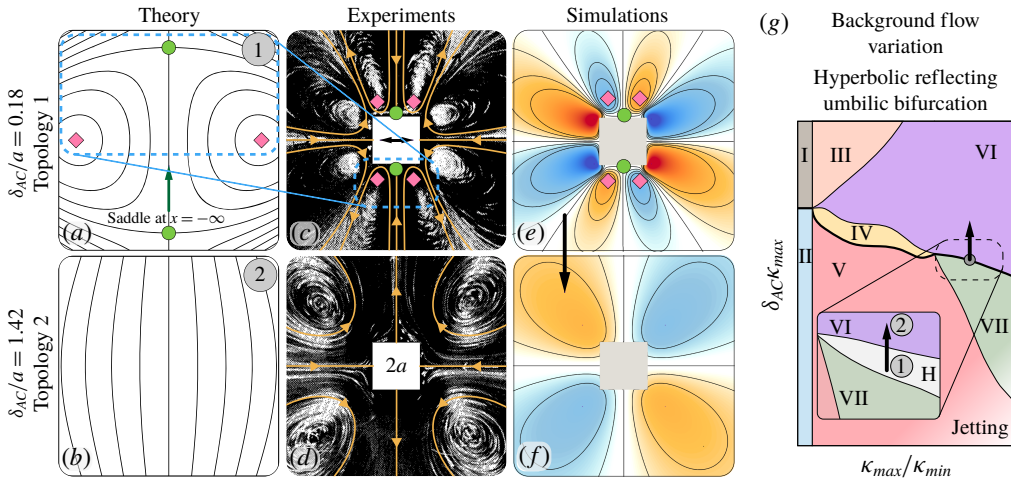 Theory
Experiments
Simulations
(g)
Background flow
variation
Hyperbolic reflecting
umbilic bifurcation
δ_AC/a = 0.18
Topology 1
1
Saddle at x = −∞
(a)
(c)
(e)
δ_AC/a = 1.42
Topology 2
2
(b)
2a
(d)
(f)
δ_AC κ_max
I
III
VI
II
IV
V
VII
VI
2
1
H
VII
Jetting
κ_max/κ_min